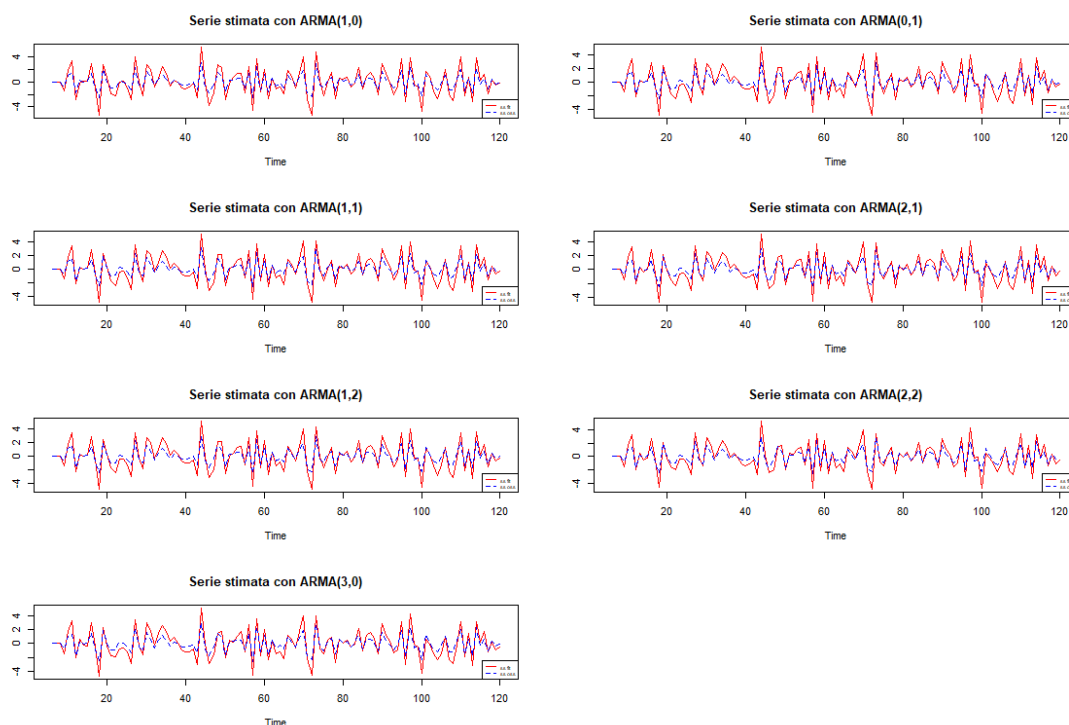 Serie stimata con ARMA(1,0)
-4 0 2 4
20 40 60 80 100 120
Time
Serie stimata con ARMA(0,1)
-4 -2 0 2 4
20 40 60 80 100 120
Time
Serie stimata con ARMA(1,1)
-4 0 2 4
20 40 60 80 100 120
Time
Serie stimata con ARMA(2,1)
-4 0 2 4
20 40 60 80 100 120
Time
Serie stimata con ARMA(1,2)
-4 0 2 4
20 40 60 80 100 120
Time
Serie stimata con ARMA(2,2)
-4 0 2 4
20 40 60 80 100 120
Time
Serie stimata con ARMA(3,0)
-4 0 2 4
20 40 60 80 100 120
Time